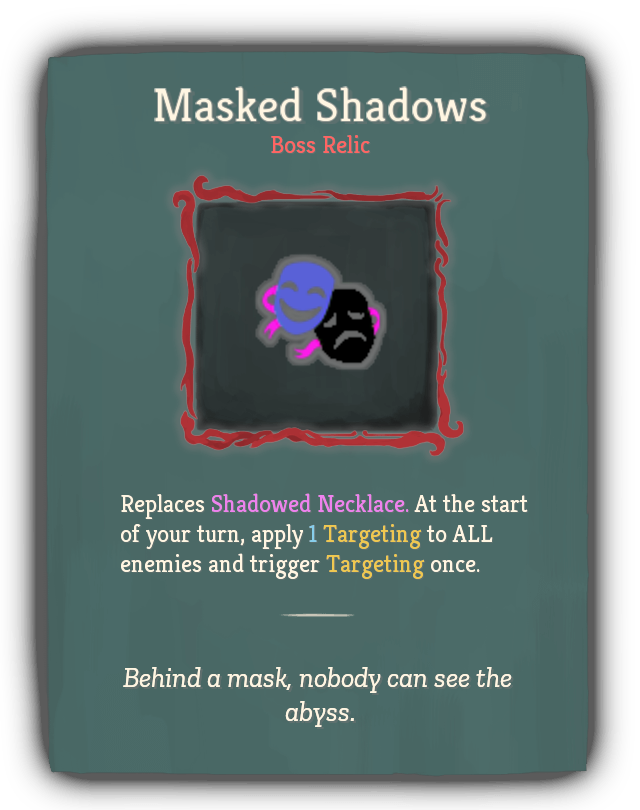 Masked Shadows
Boss Relic
Replaces Shadowed Necklace. At the start
of your turn, apply 1 Targeting to ALL
enemies and trigger Targeting once.
Behind a mask, nobody can see the
abyss.